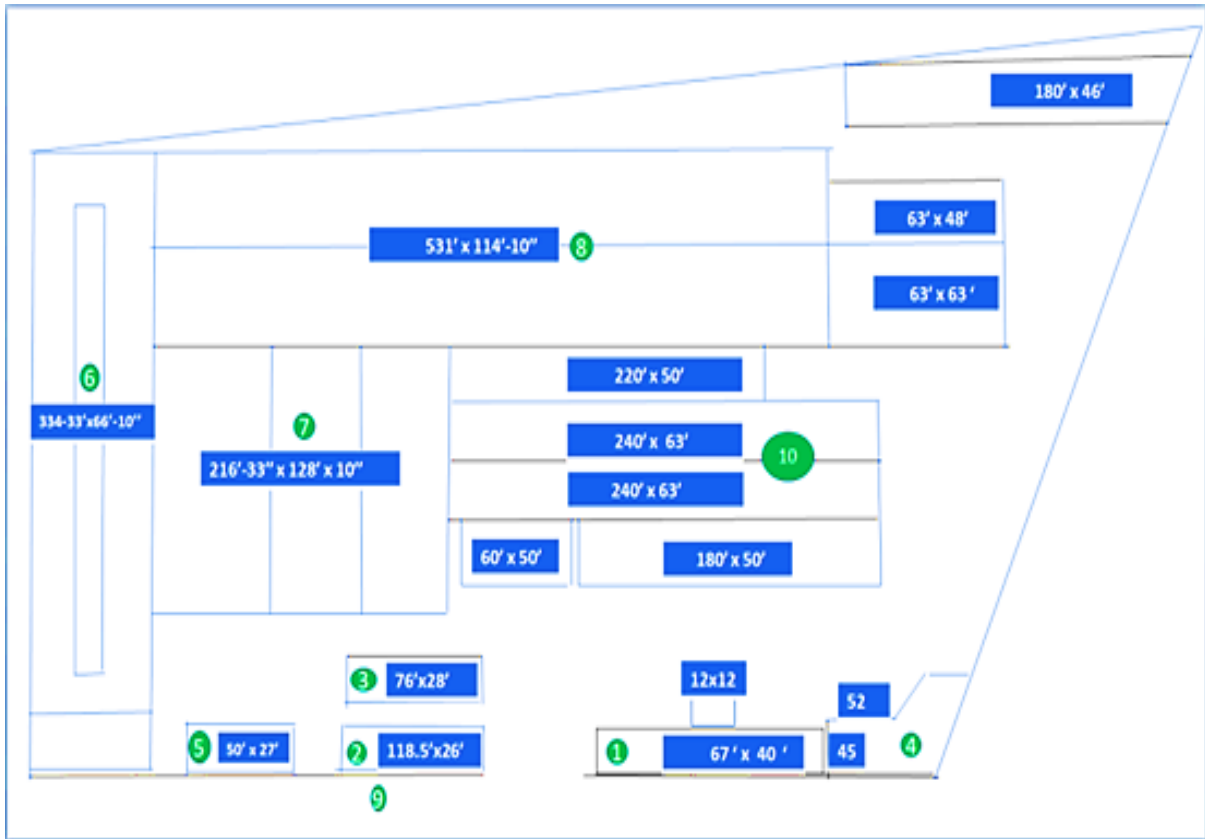 180' x 46'
63' x 48'
531' x 114'-10"
8
63' x 63 '
6
220' x 50'
334-33'x66'-10"
7
240' x 63'
10
216'-33" x 128' x 10"
240' x 63'
60' x 50'
180' x 50'
3
76'x28'
12x12
52
5
50' x 27'
2
118.5'x26'
1
67 ' x 40 '
45
4
9